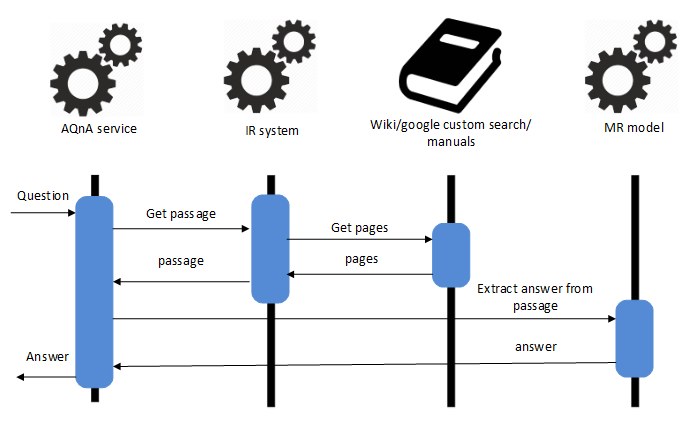 AQnA service
IR system
Wiki/google custom search/
manuals
MR model
Question
Get passage
Get pages
passage
pages
Extract answer from
passage
answer
Answer